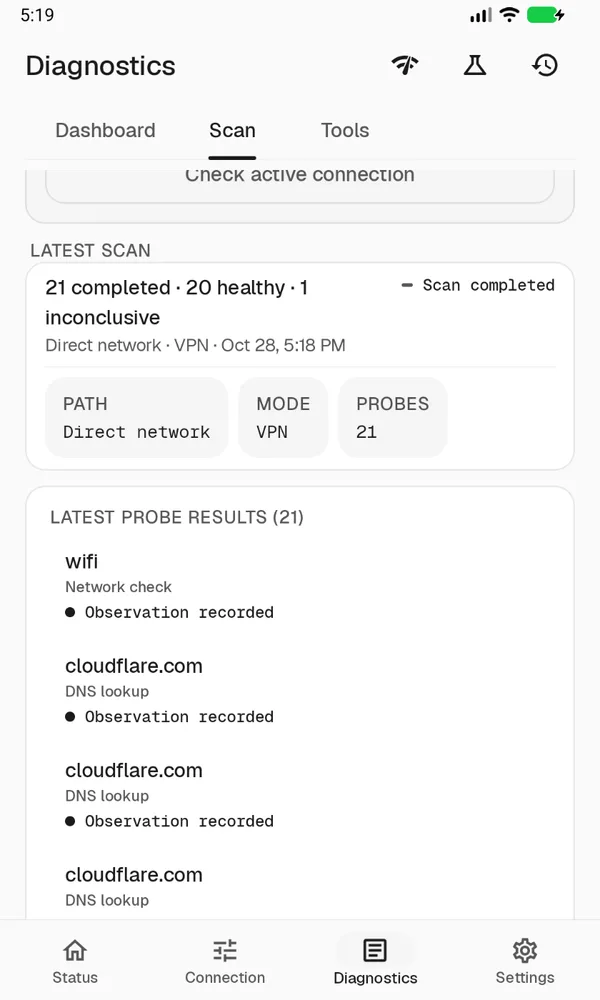 5:19
Diagnostics
Dashboard Scan Tools
Check active connection
LATEST SCAN
21 completed · 20 healthy · 1
inconclusive
Scan completed
Direct network · VPN · Oct 28, 5:18 PM
PATH
Direct network
MODE
VPN
PROBES
21
LATEST PROBE RESULTS (21)
wifi
Network check
Observation recorded
cloudflare.com
DNS lookup
Observation recorded
cloudflare.com
DNS lookup
Observation recorded
cloudflare.com
DNS lookup
Status Connection Diagnostics Settings